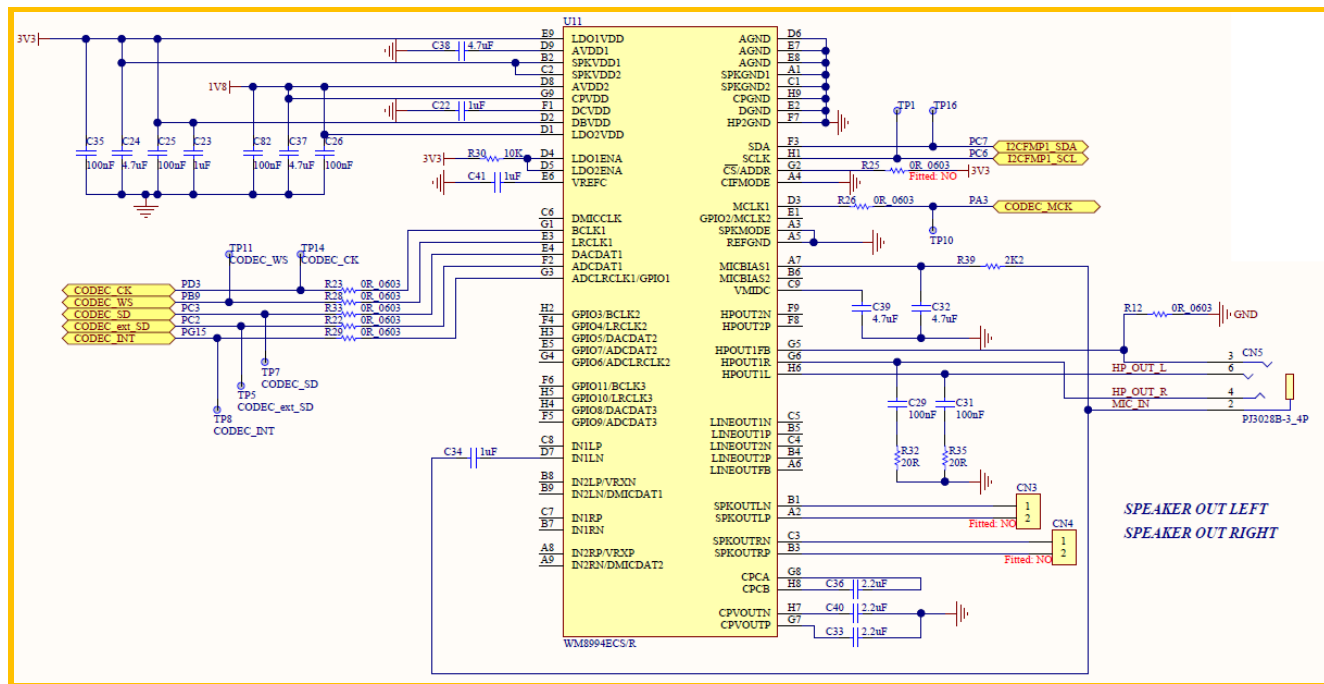 U11
3V3
E9 LDO1VDD
D9 AVDD1
B2 SPKVDD1
C2 SPKVDD2
D8 AVDD2
G9 CPVDD
F1 DCVDD
D2 DBVDD
D1 LDO2VDD
D4 LDO1ENA
D5 LDO2ENA
E6 VREFC
C38 4.7uF
1V8
C22 1uF
C35 100nF
C24 4.7uF
C25 100nF
C23 1uF
C82 100nF
C37 4.7uF
C26 100nF
3V3 R30 10K
C41 1uF
C6 DMICCLK
G1 BCLK1
E3 LRCLK1
E4 DACDAT1
F2 ADCDAT1
G3 ADCLRCLK1/GPIO1
TP11
CODEC_WS
TP14
CODEC_CK
CODEC_CK PD3 R23 0R_0603
CODEC_WS PB9 R28 0R_0603
CODEC_SD PC3 R33 0R_0603
CODEC_ext_SD PC2 R22 0R_0603
CODEC_INT PG15 R29 0R_0603
TP7
CODEC_SD
TP5
CODEC_ext_SD
TP8
CODEC_INT
H2 GPIO3/BCLK2
F4 GPIO4/LRCLK2
H3 GPIO5/DACDAT2
E5 GPIO7/ADCDAT2
G4 GPIO6/ADCLRCLK2
F6 GPIO11/BCLK3
H5 GPIO10/LRCLK3
H4 GPIO8/DACDAT3
F5 GPIO9/ADCDAT3
C8 IN1LP
D7 IN1LN
C34 1uF
B8 IN2LP/VRXN
B9 IN2LN/DMICDAT1
C7 IN1RP
B7 IN1RN
A8 IN2RP/VRXP
A9 IN2RN/DMICDAT2
WM8994ECS/R
AGND D6
AGND E7
AGND E8
SPKGND1 A1
SPKGND2 C1
CPGND H9
DGND E2
HP2GND F7
TP1
TP16
SDA F3 PC7 I2CFMP1_SDA
SCLK H1 PC6 I2CFMP1_SCL
CS/ADDR G2 R25 0R_0603 3V3
Fitted: NO
CIFMODE A4
MCLK1 D3 R26 0R_0603 PA3 CODEC_MCK
GPIO2/MCLK2 E1
SPKMODE A3
REFGND A5
TP10
MICBIAS1 A7 R39 2K2
MICBIAS2 B6
VMIDC C9
C39 4.7uF
C32 4.7uF
HPOUT2N F9
HPOUT2P F8
HPOUT1FB G5
HPOUT1R G6
HPOUT1L H6
R12 0R_0603 GND
3 CN5
HP_OUT_L 6
HP_OUT_R 4
MIC_IN 2
PJ3028B-3_4P
C29
100nF
C31
100nF
R32
20R
R35
20R
LINEOUT1N C5
LINEOUT1P B5
LINEOUT2N C4
LINEOUT2P B4
LINEOUTFB A6
SPKOUTLN B1
SPKOUTLP A2
CN3
1
2
Fitted: NO
SPKOUTRN C3
SPKOUTRP B3
CN4
1
2
Fitted: NO
SPEAKER OUT LEFT
SPEAKER OUT RIGHT
CPCA G8
CPCB H8
C36 2.2uF
CPVOUTN H7 C40 2.2uF
CPVOUTP G7
C33 2.2uF